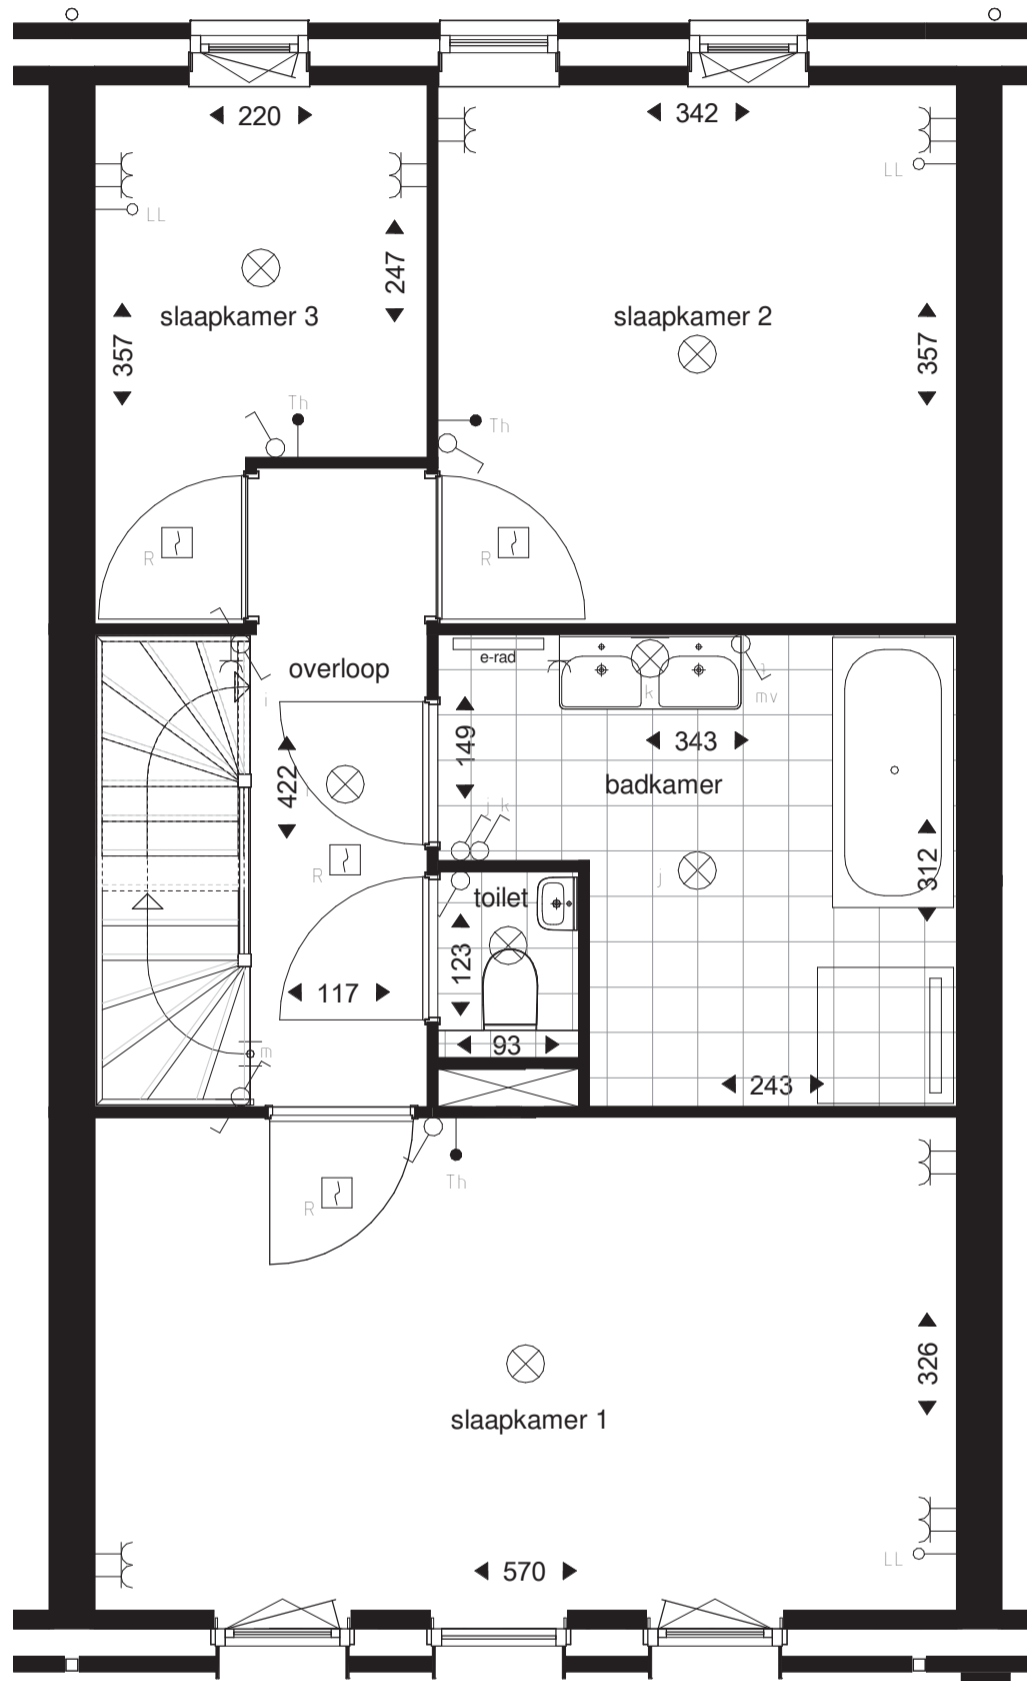 220
342
LL
LL
247
slaapkamer 3
slaapkamer 2
357
357
Th
Th
R
R
overloop
e-rad
i
k
mv
149
343
422
badkamer
j
k
312
R
j
toilet
123
117
93
m
243
Th
R
326
slaapkamer 1
LL
570